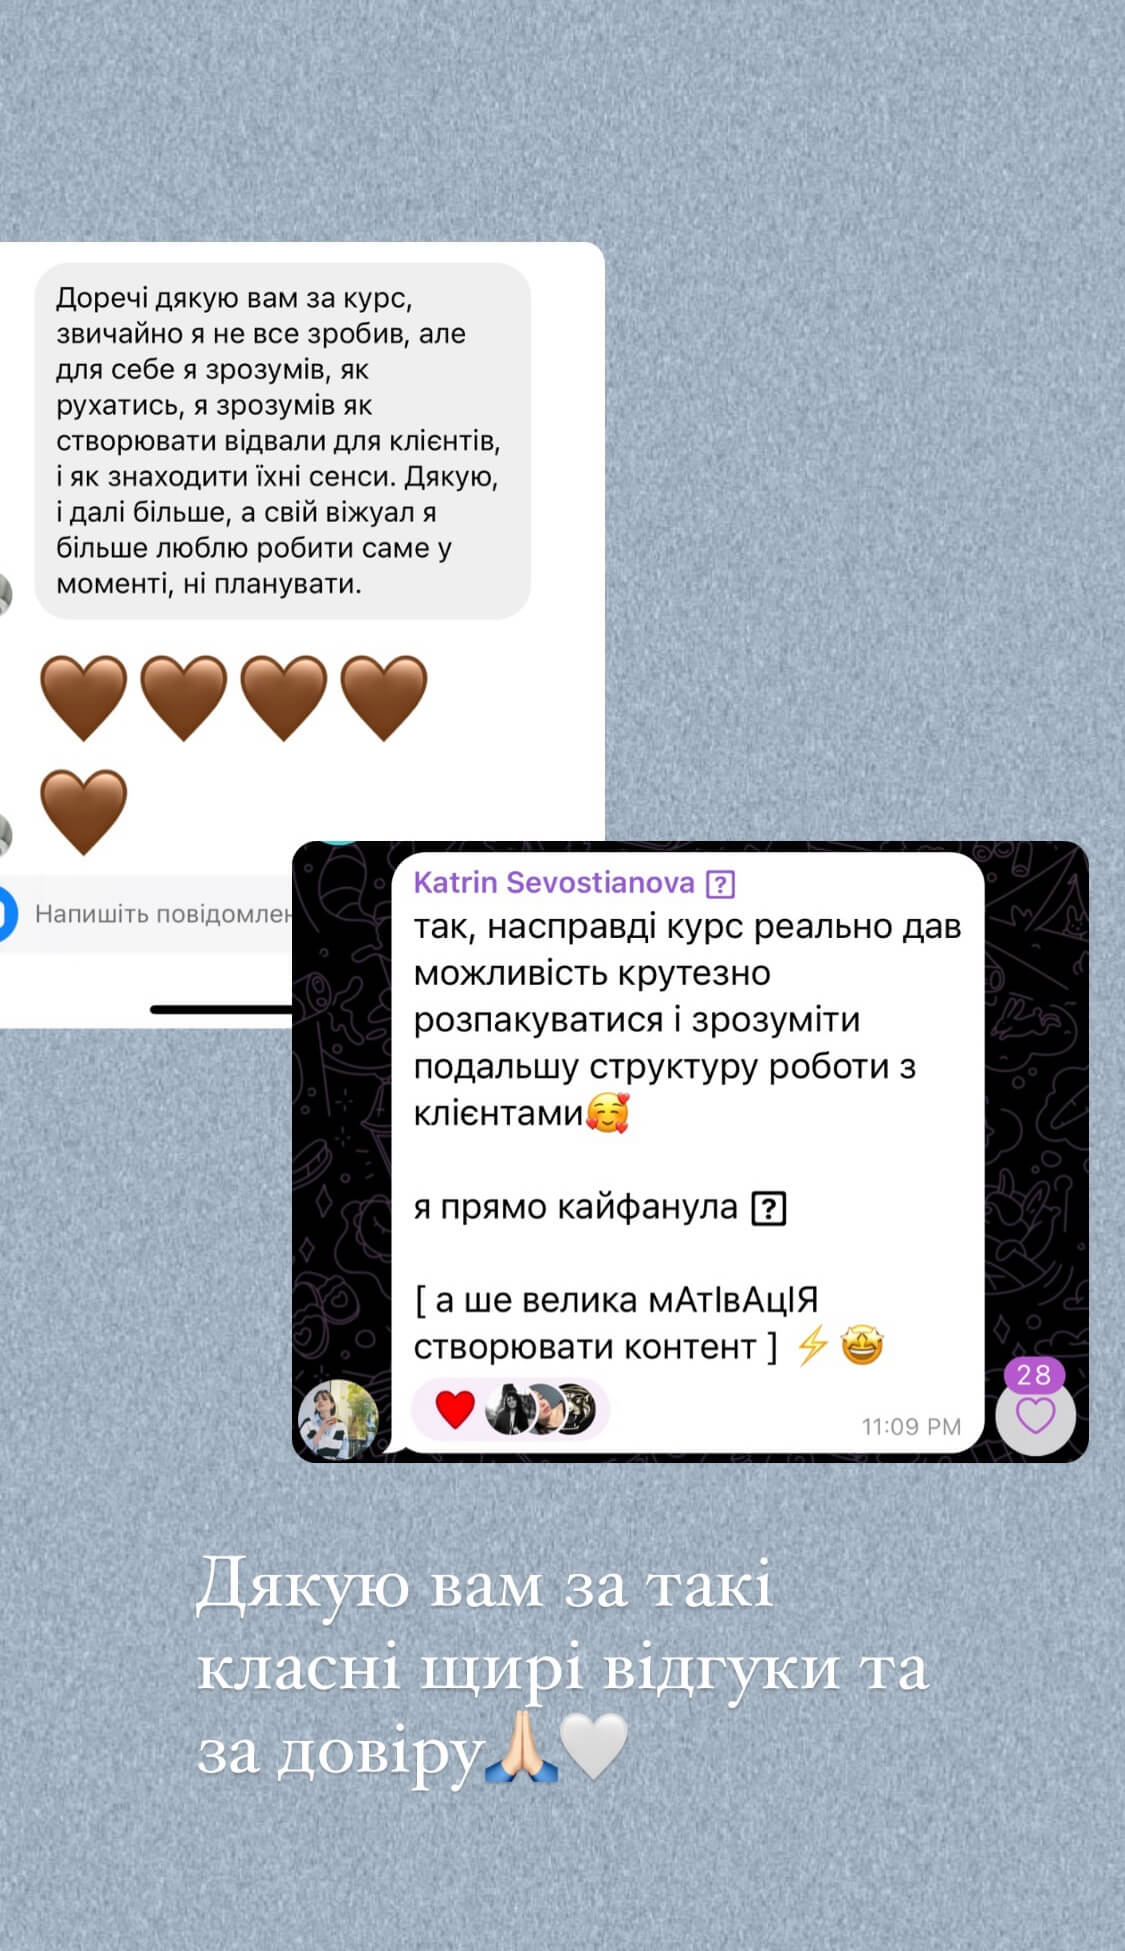 Доречі дякую вам за курс,
звичайно я не все зробив, але
для себе я зрозумів, як
рухатись, я зрозумів як
створювати відвали для клієнтів,
і як знаходити їхні сенси. Дякую,
і далі більше, а свій віжуал я
більше люблю робити саме у
моменті, ні планувати.
🤎🤎🤎🤎
🤎
Напишіть повідомлен
Katrin Sevostianova [?]
так, насправді курс реально дав
можливість крутезно
розпакуватися і зрозуміти
подальшу структуру роботи з
клієнтами🥰
я прямо кайфанула [?]
[ а ше велика мАтІвАцІЯ
створювати контент ] ⚡🤩
28
11:09 PM
Дякую вам за такі
класні щирі відгуки та
за довіру🙏🏻🤍